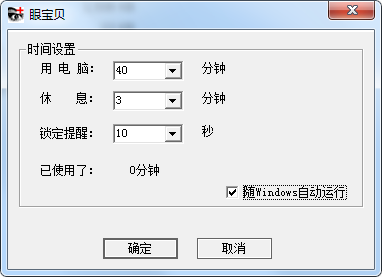 眼宝贝
时间设置
用 电 脑： 40 分钟
休 息： 3 分钟
锁定提醒： 10 秒
已使用了： 0分钟
随Windows自动运行
确定 取消